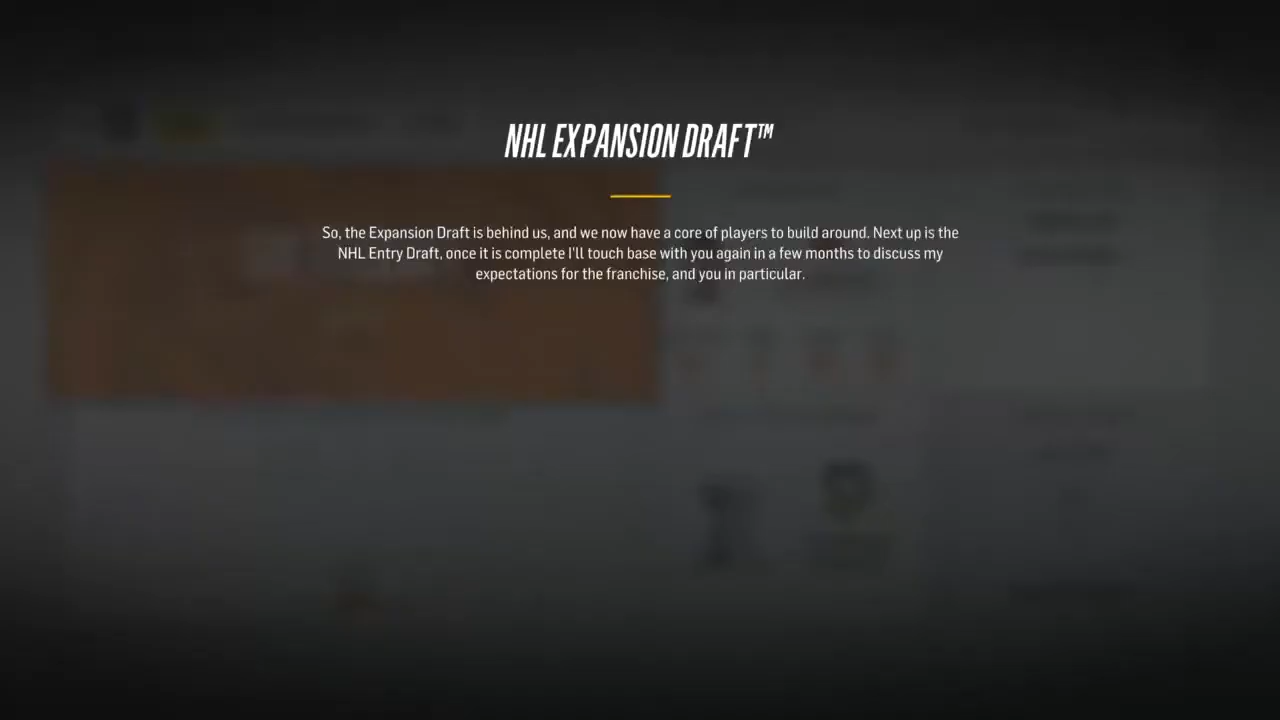 NHL EXPANSION DRAFT™
So, the Expansion Draft is behind us, and we now have a core of players to build around. Next up is the
NHL Entry Draft, once it is complete I'll touch base with you again in a few months to discuss my
expectations for the franchise, and you in particular.